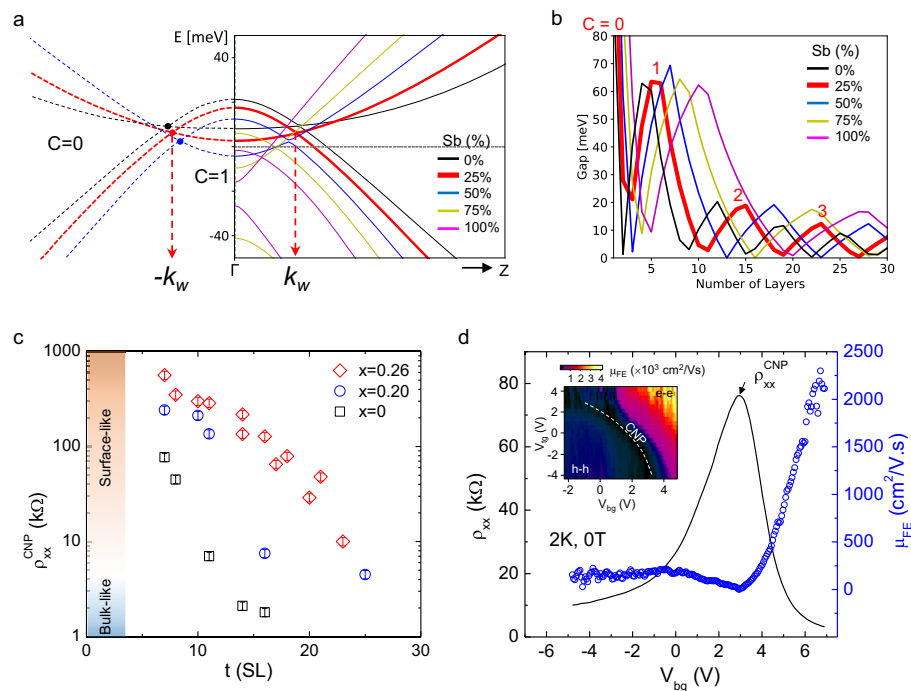 a
E [meV]
40
-40
C=0
C=1
Sb (%)
0%
25%
50%
75%
100%
-k_w
Γ
k_w
Z
b
C = 0
1
2
3
Sb (%)
0%
25%
50%
75%
100%
Gap [meV]
80
70
60
50
40
30
20
10
0
5
10
15
20
25
30
Number of Layers
c
ρ_xx^CNP (kΩ)
1000
100
10
1
Surface-like
Bulk-like
x=0.26
x=0.20
x=0
0
10
20
30
t (SL)
d
ρ_xx (kΩ)
80
60
40
20
0
μ_FE (×10³ cm²/Vs)
1 2 3 4
V_tg (V)
4
2
0
-2
-4
e-e
CNP
h-h
-2
0
2
4
V_bg (V)
ρ_xx^CNP
2K, 0T
-6
-4
-2
0
2
4
6
V_bg (V)
2500
2000
1500
1000
500
0
μ_FE (cm²/V.s)